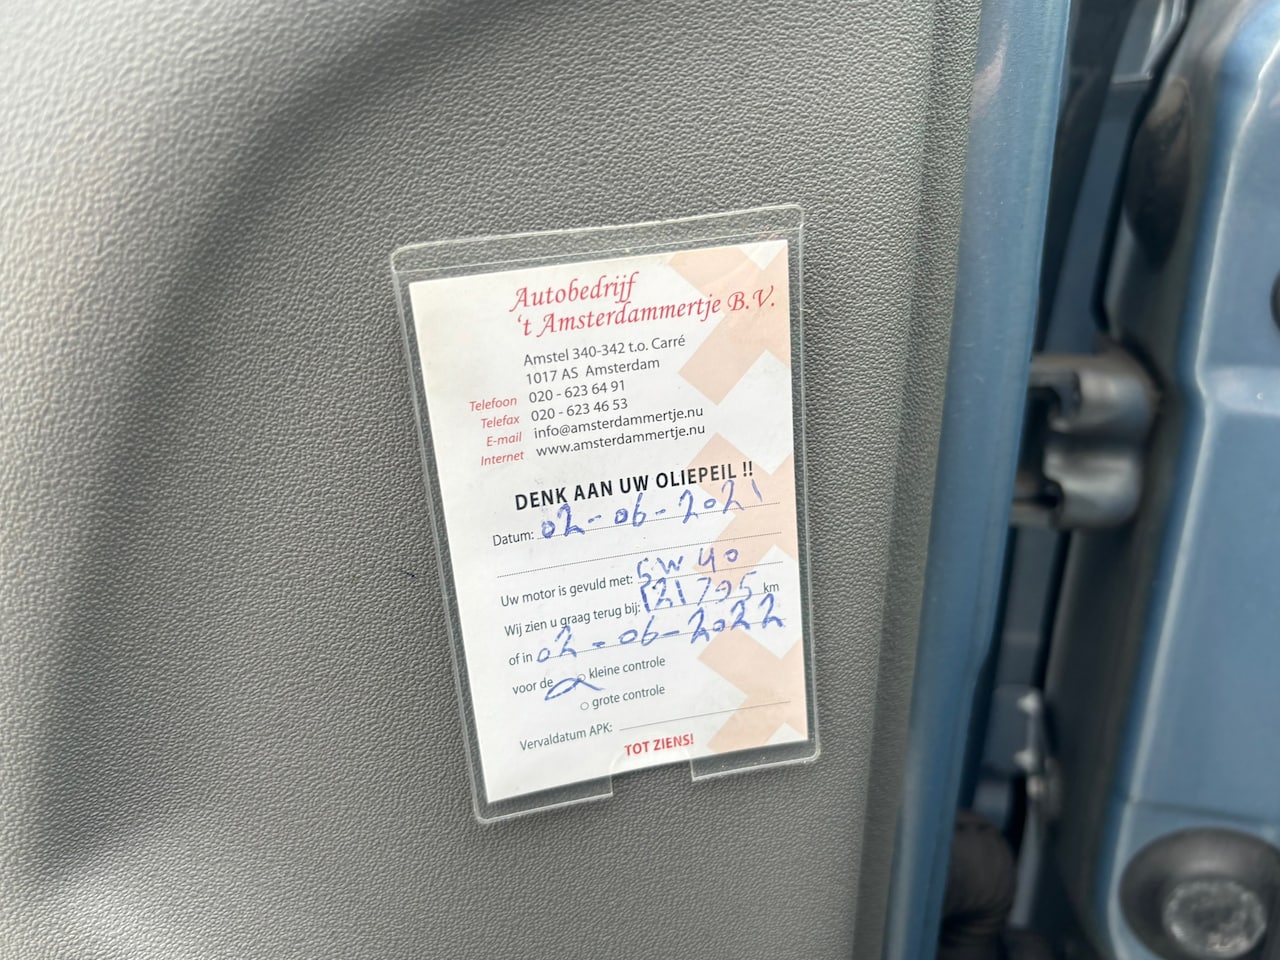 Autobedrijf
't Amsterdammertje B.V.
Amstel 340-342 t.o. Carré
1017 AS Amsterdam
Telefoon 020 - 623 64 91
Telefax 020 - 623 46 53
E-mail info@amsterdammertje.nu
Internet www.amsterdammertje.nu
DENK AAN UW OLIEPEIL !!
Datum: 02-06-2021
Uw motor is gevuld met: 5W40
Wij zien u graag terug bij: 121795 km
of in 02-06-2022
voor de kleine controle
grote controle
Vervaldatum APK:
TOT ZIENS!